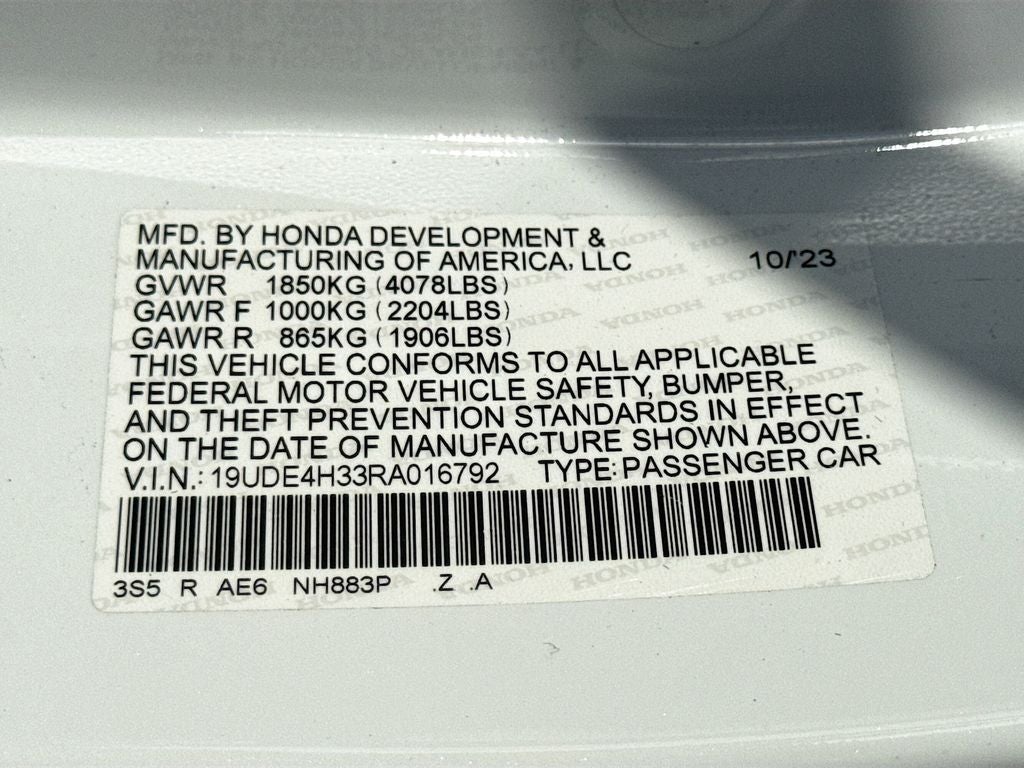 MFD. BY HONDA DEVELOPMENT &
MANUFACTURING OF AMERICA, LLC 10/'23
GVWR 1850KG (4078LBS)
GAWR F 1000KG (2204LBS)
GAWR R 865KG (1906LBS)
THIS VEHICLE CONFORMS TO ALL APPLICABLE
FEDERAL MOTOR VEHICLE SAFETY, BUMPER,
AND THEFT PREVENTION STANDARDS IN EFFECT
ON THE DATE OF MANUFACTURE SHOWN ABOVE.
V.I.N.: 19UDE4H33RA016792 TYPE: PASSENGER CAR
3S5 R AE6 NH883P .Z .A